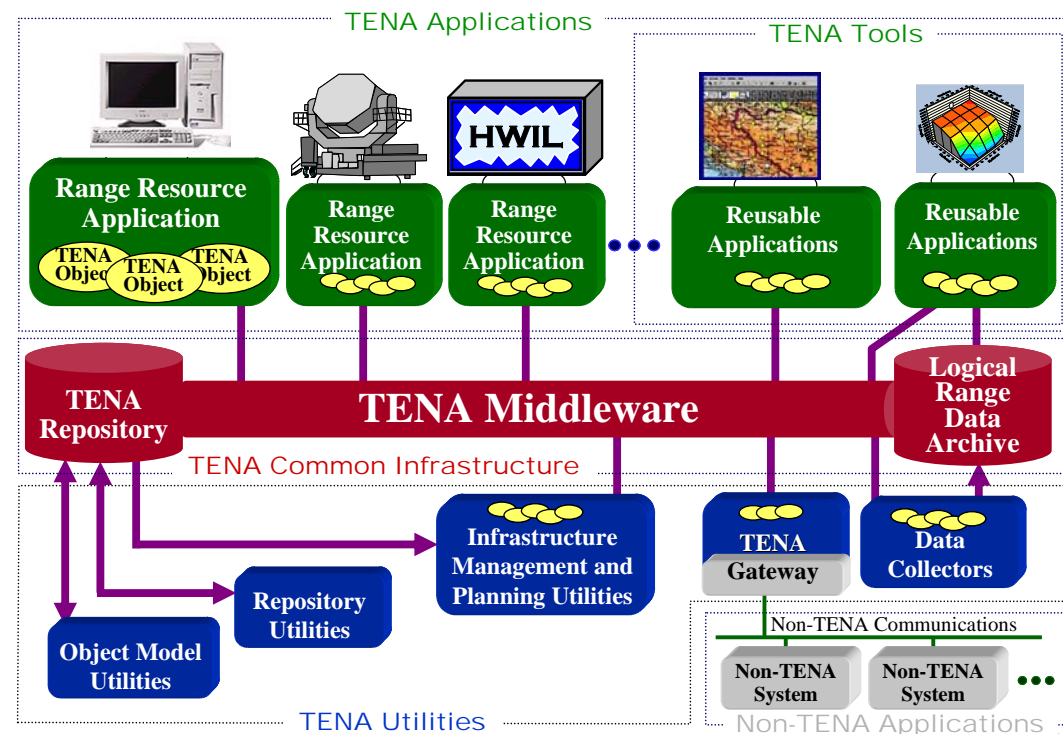 TENA Applications
TENA Tools
HWIL
Range Resource
Application
TENA
Object
TENA
Object
TENA
Object
Range
Resource
Application
Range
Resource
Application
Reusable
Applications
Reusable
Applications
TENA
Repository
TENA Middleware
Logical
Range
Data
Archive
TENA Common Infrastructure
Infrastructure
Management and
Planning Utilities
TENA
Gateway
Data
Collectors
Repository
Utilities
Object Model
Utilities
Non-TENA Communications
Non-TENA
System
Non-TENA
System
TENA Utilities
Non-TENA Applications